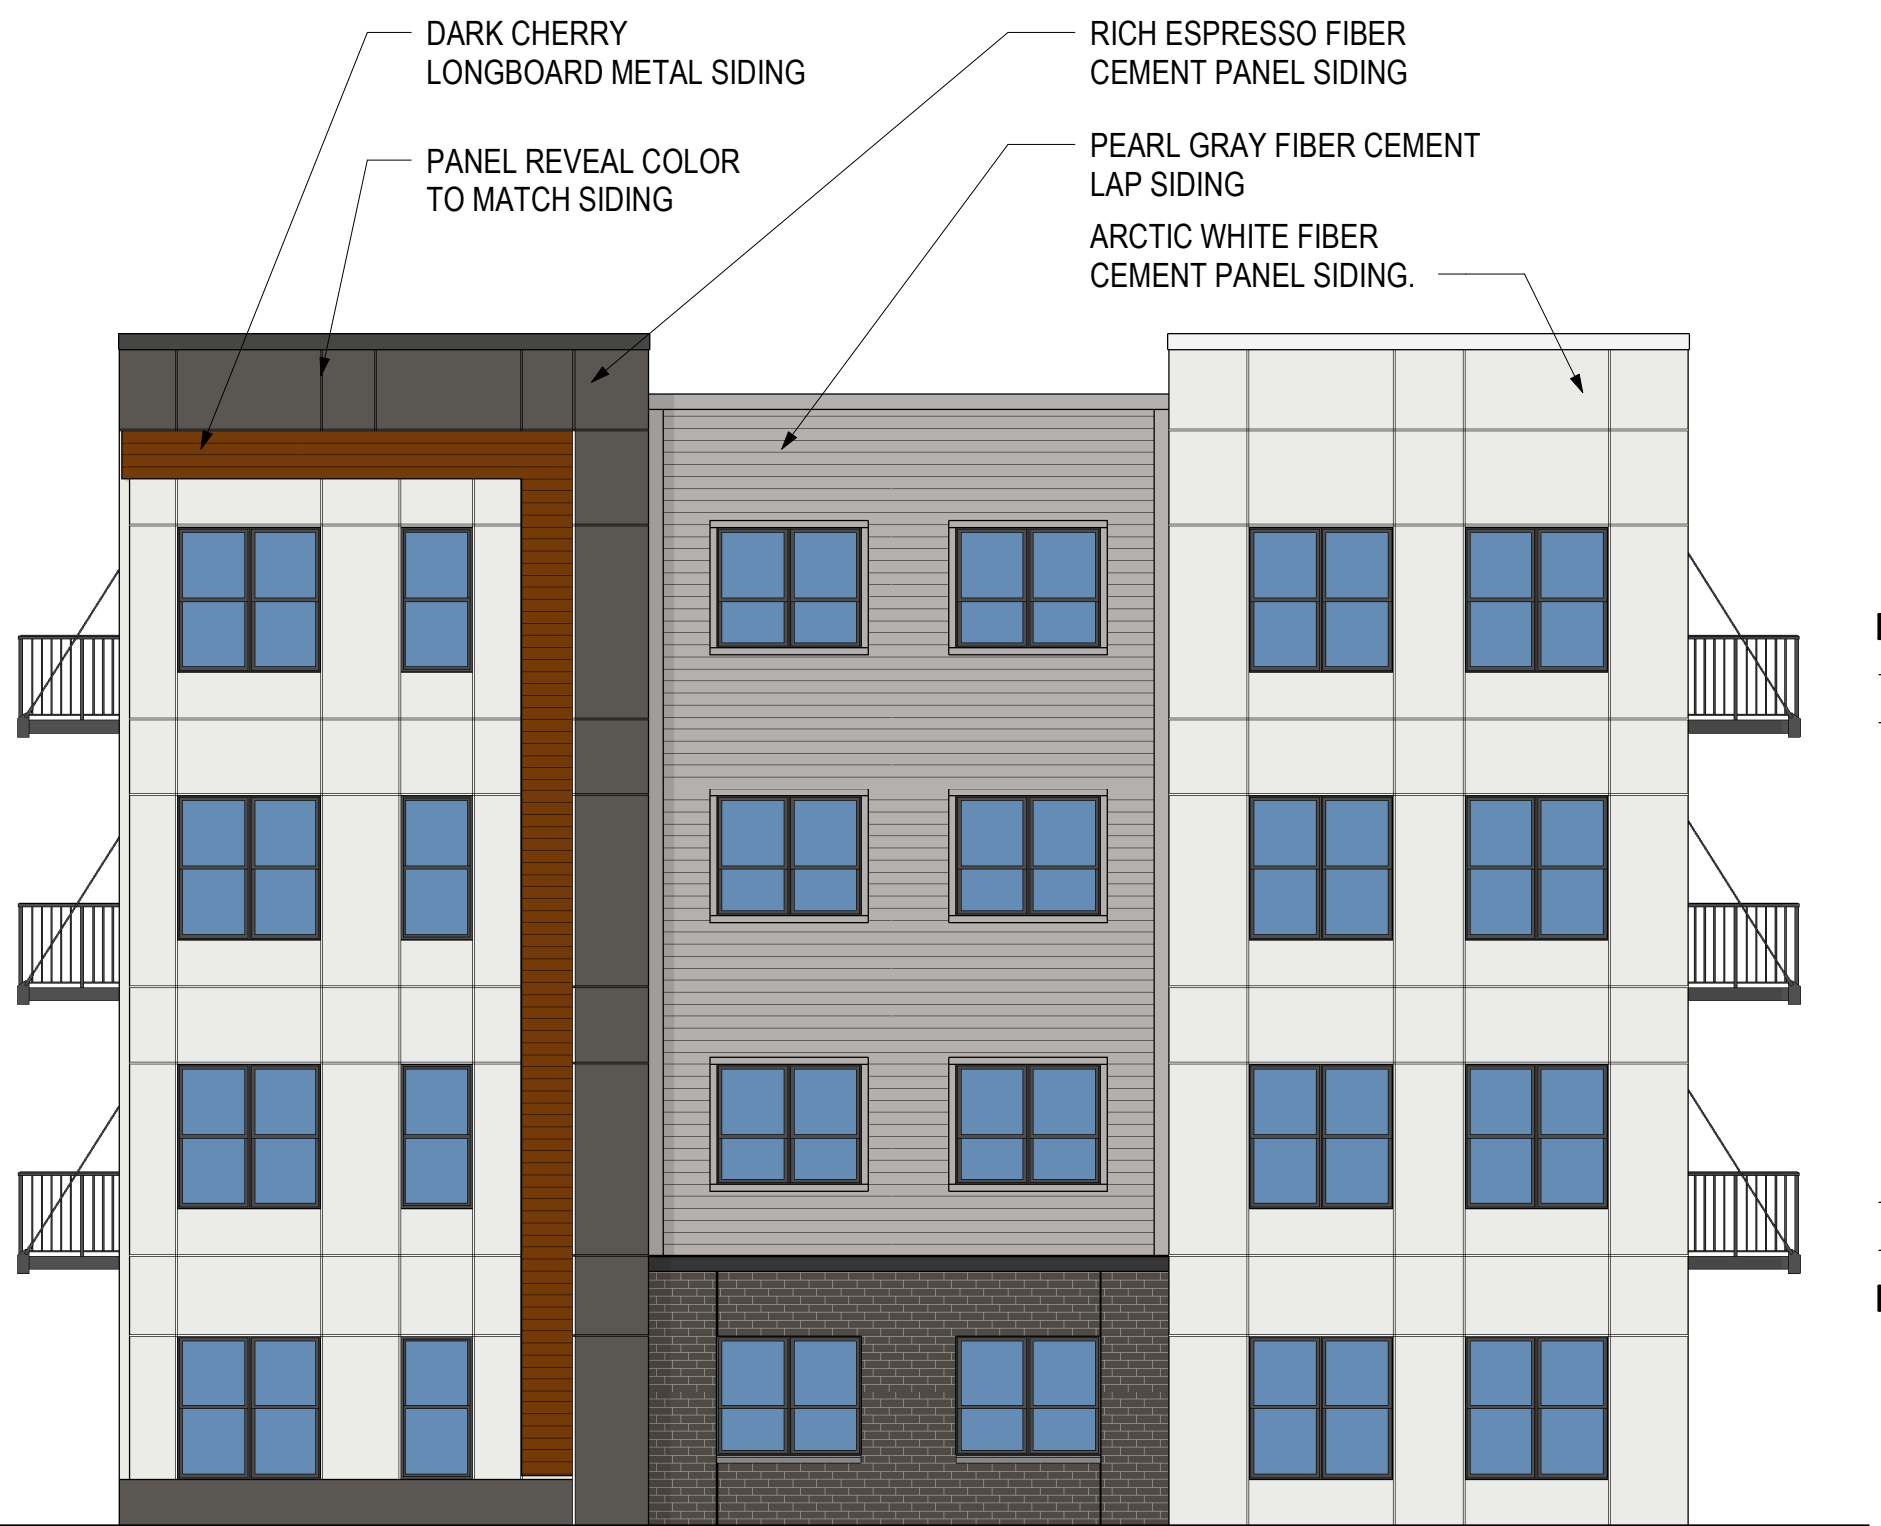 DARK CHERRY
LONGBOARD METAL SIDING
PANEL REVEAL COLOR
TO MATCH SIDING
RICH ESPRESSO FIBER
CEMENT PANEL SIDING
PEARL GRAY FIBER CEMENT
LAP SIDING
ARCTIC WHITE FIBER
CEMENT PANEL SIDING.